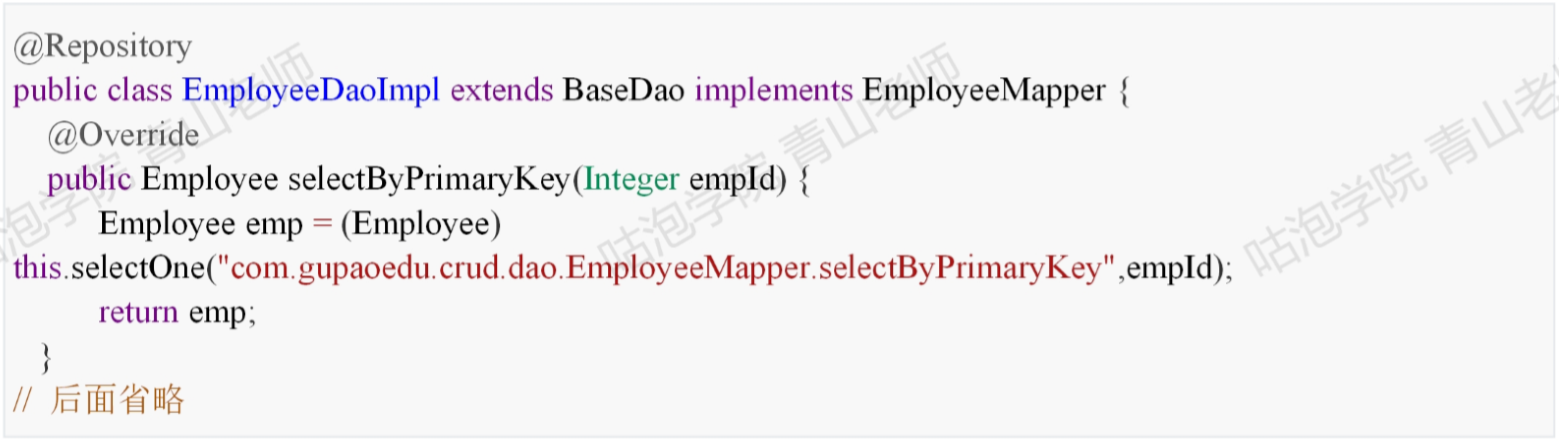 @Repository
public class EmployeeDaoImpl extends BaseDao implements EmployeeMapper {
@Override
public Employee selectByPrimaryKey(Integer empId) {
Employee emp = (Employee)
this.selectOne("com.gupaoedu.crud.dao.EmployeeMapper.selectByPrimaryKey",empId);
return emp;
}
// 后面省略
泡学院 青山老师
咕泡学院 青山老师
咕泡学院 青山老